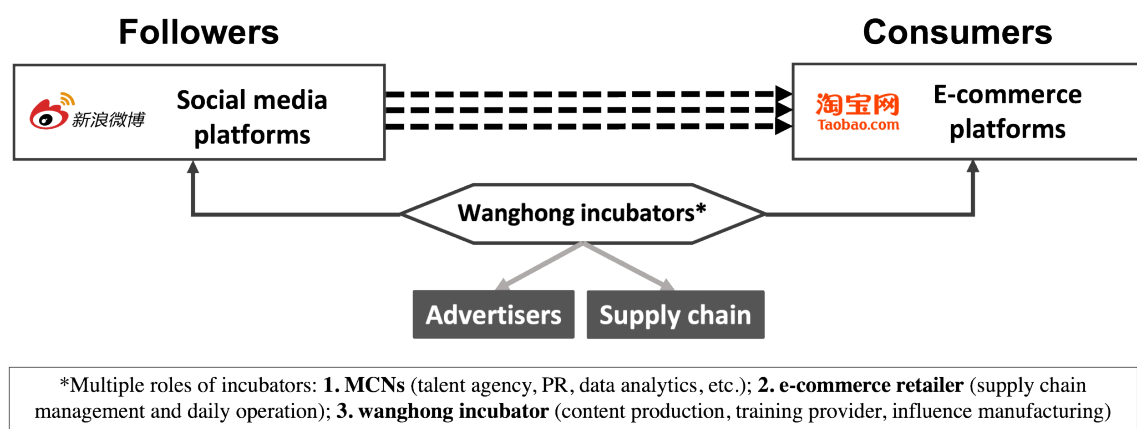 Followers
Consumers
新浪微博
Social media
platforms
淘宝网
Taobao.com
E-commerce
platforms
Wanghong incubators*
Advertisers
Supply chain
*Multiple roles of incubators: 1. MCNs (talent agency, PR, data analytics, etc.); 2. e-commerce retailer (supply chain
management and daily operation); 3. wanghong incubator (content production, training provider, influence manufacturing)